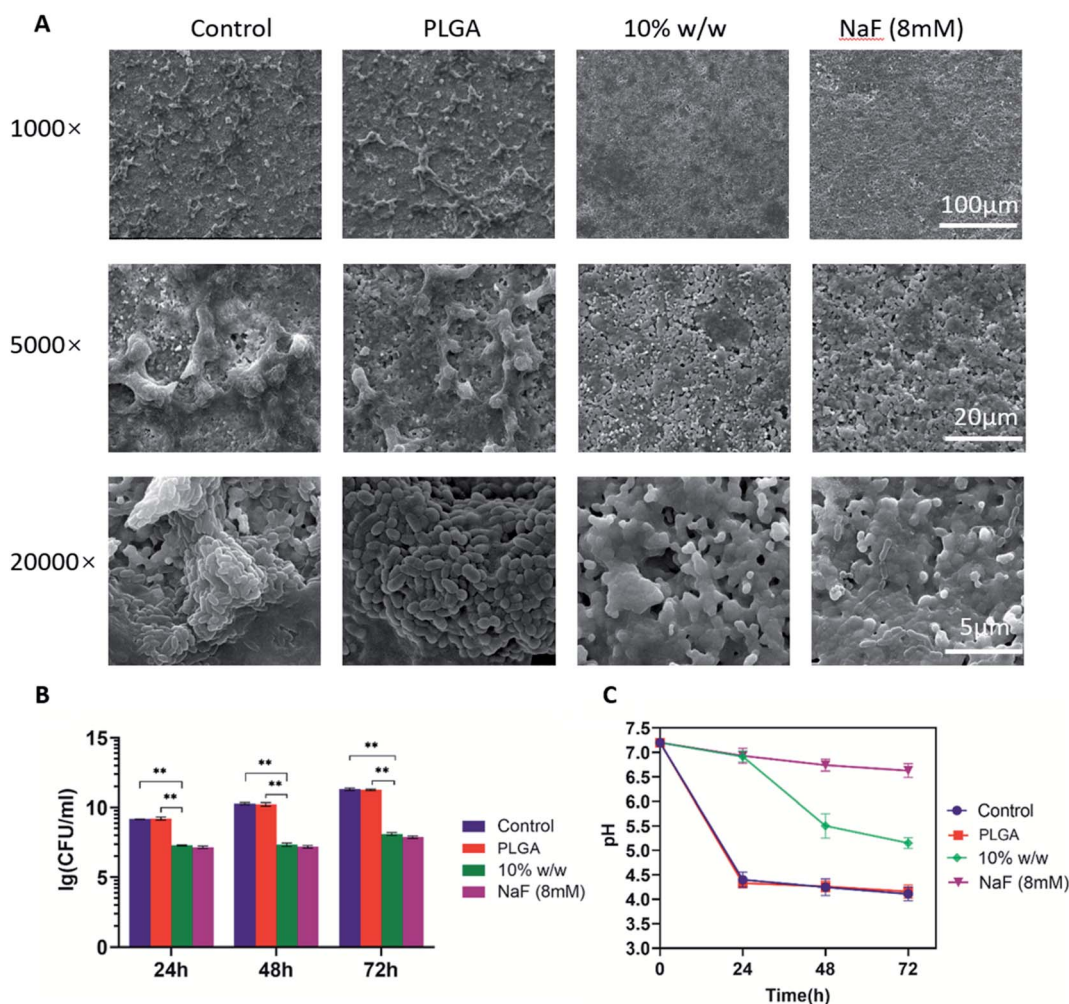 A
Control PLGA 10% w/w NaF (8mM)
1000×
100μm
5000×
20μm
20000×
5μm
B
C
lg(CFU/ml)
15
10
5
0
** ** **
** ** **
24h 48h 72h
Control
PLGA
10% w/w
NaF (8mM)
pH
7.5
7.0
6.5
6.0
5.5
5.0
4.5
4.0
3.5
3.0
0 24 48 72
Time(h)
Control
PLGA
10% w/w
NaF (8mM)